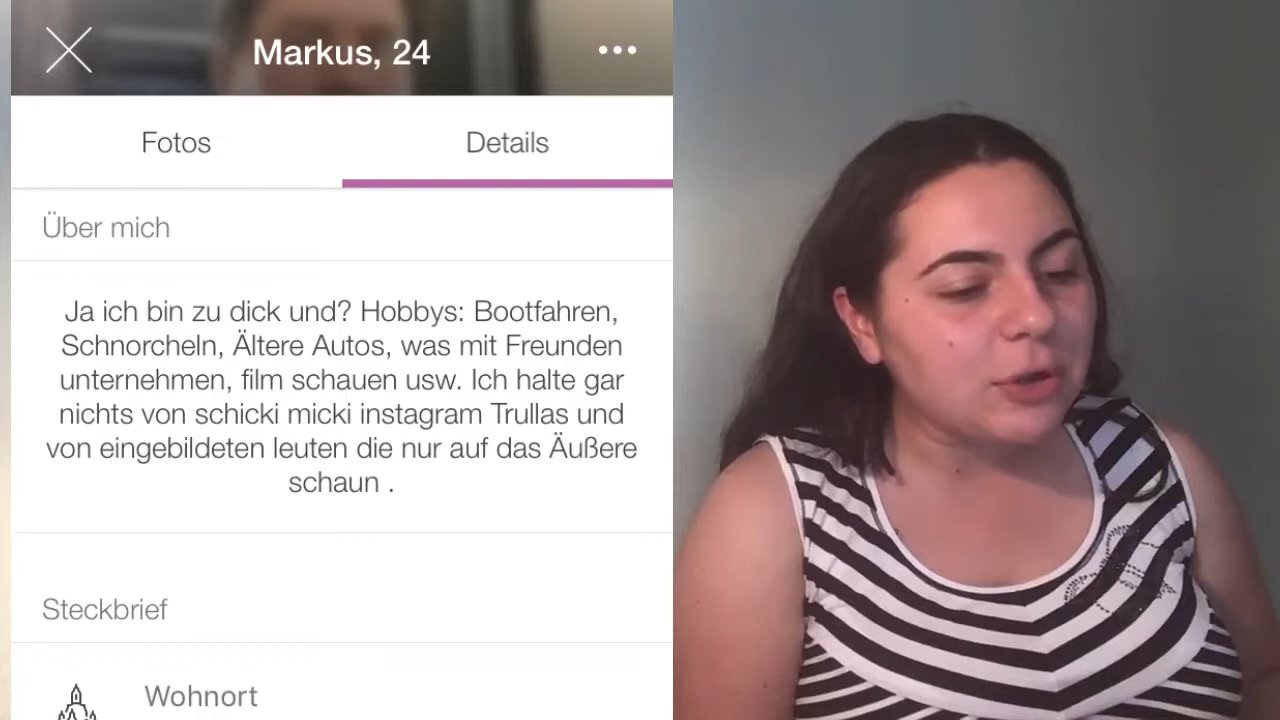 Markus, 24
Fotos
Details
Über mich
Ja ich bin zu dick und? Hobbys: Bootfahren,
Schnorcheln, Ältere Autos, was mit Freunden
unternehmen, film schauen usw. Ich halte gar
nichts von schicki micki instagram Trullas und
von eingebildeten leuten die nur auf das Äußere
schaun .
Steckbrief
Wohnort